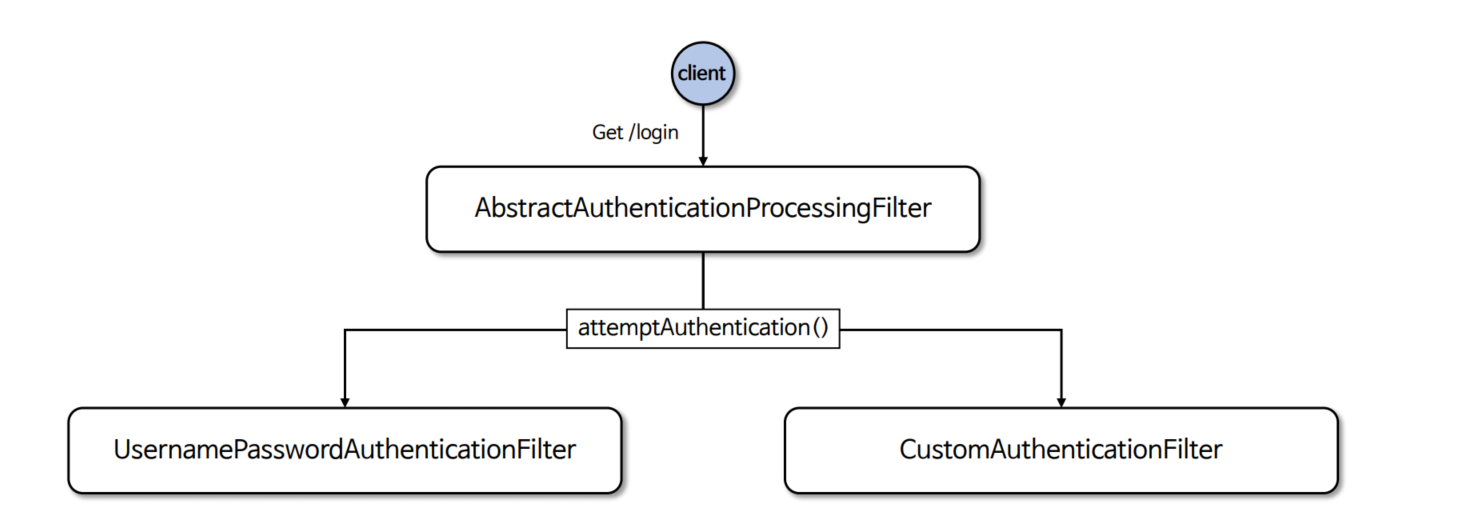 client
Get /login
AbstractAuthenticationProcessingFilter
attemptAuthentication()
UsernamePasswordAuthenticationFilter
CustomAuthenticationFilter